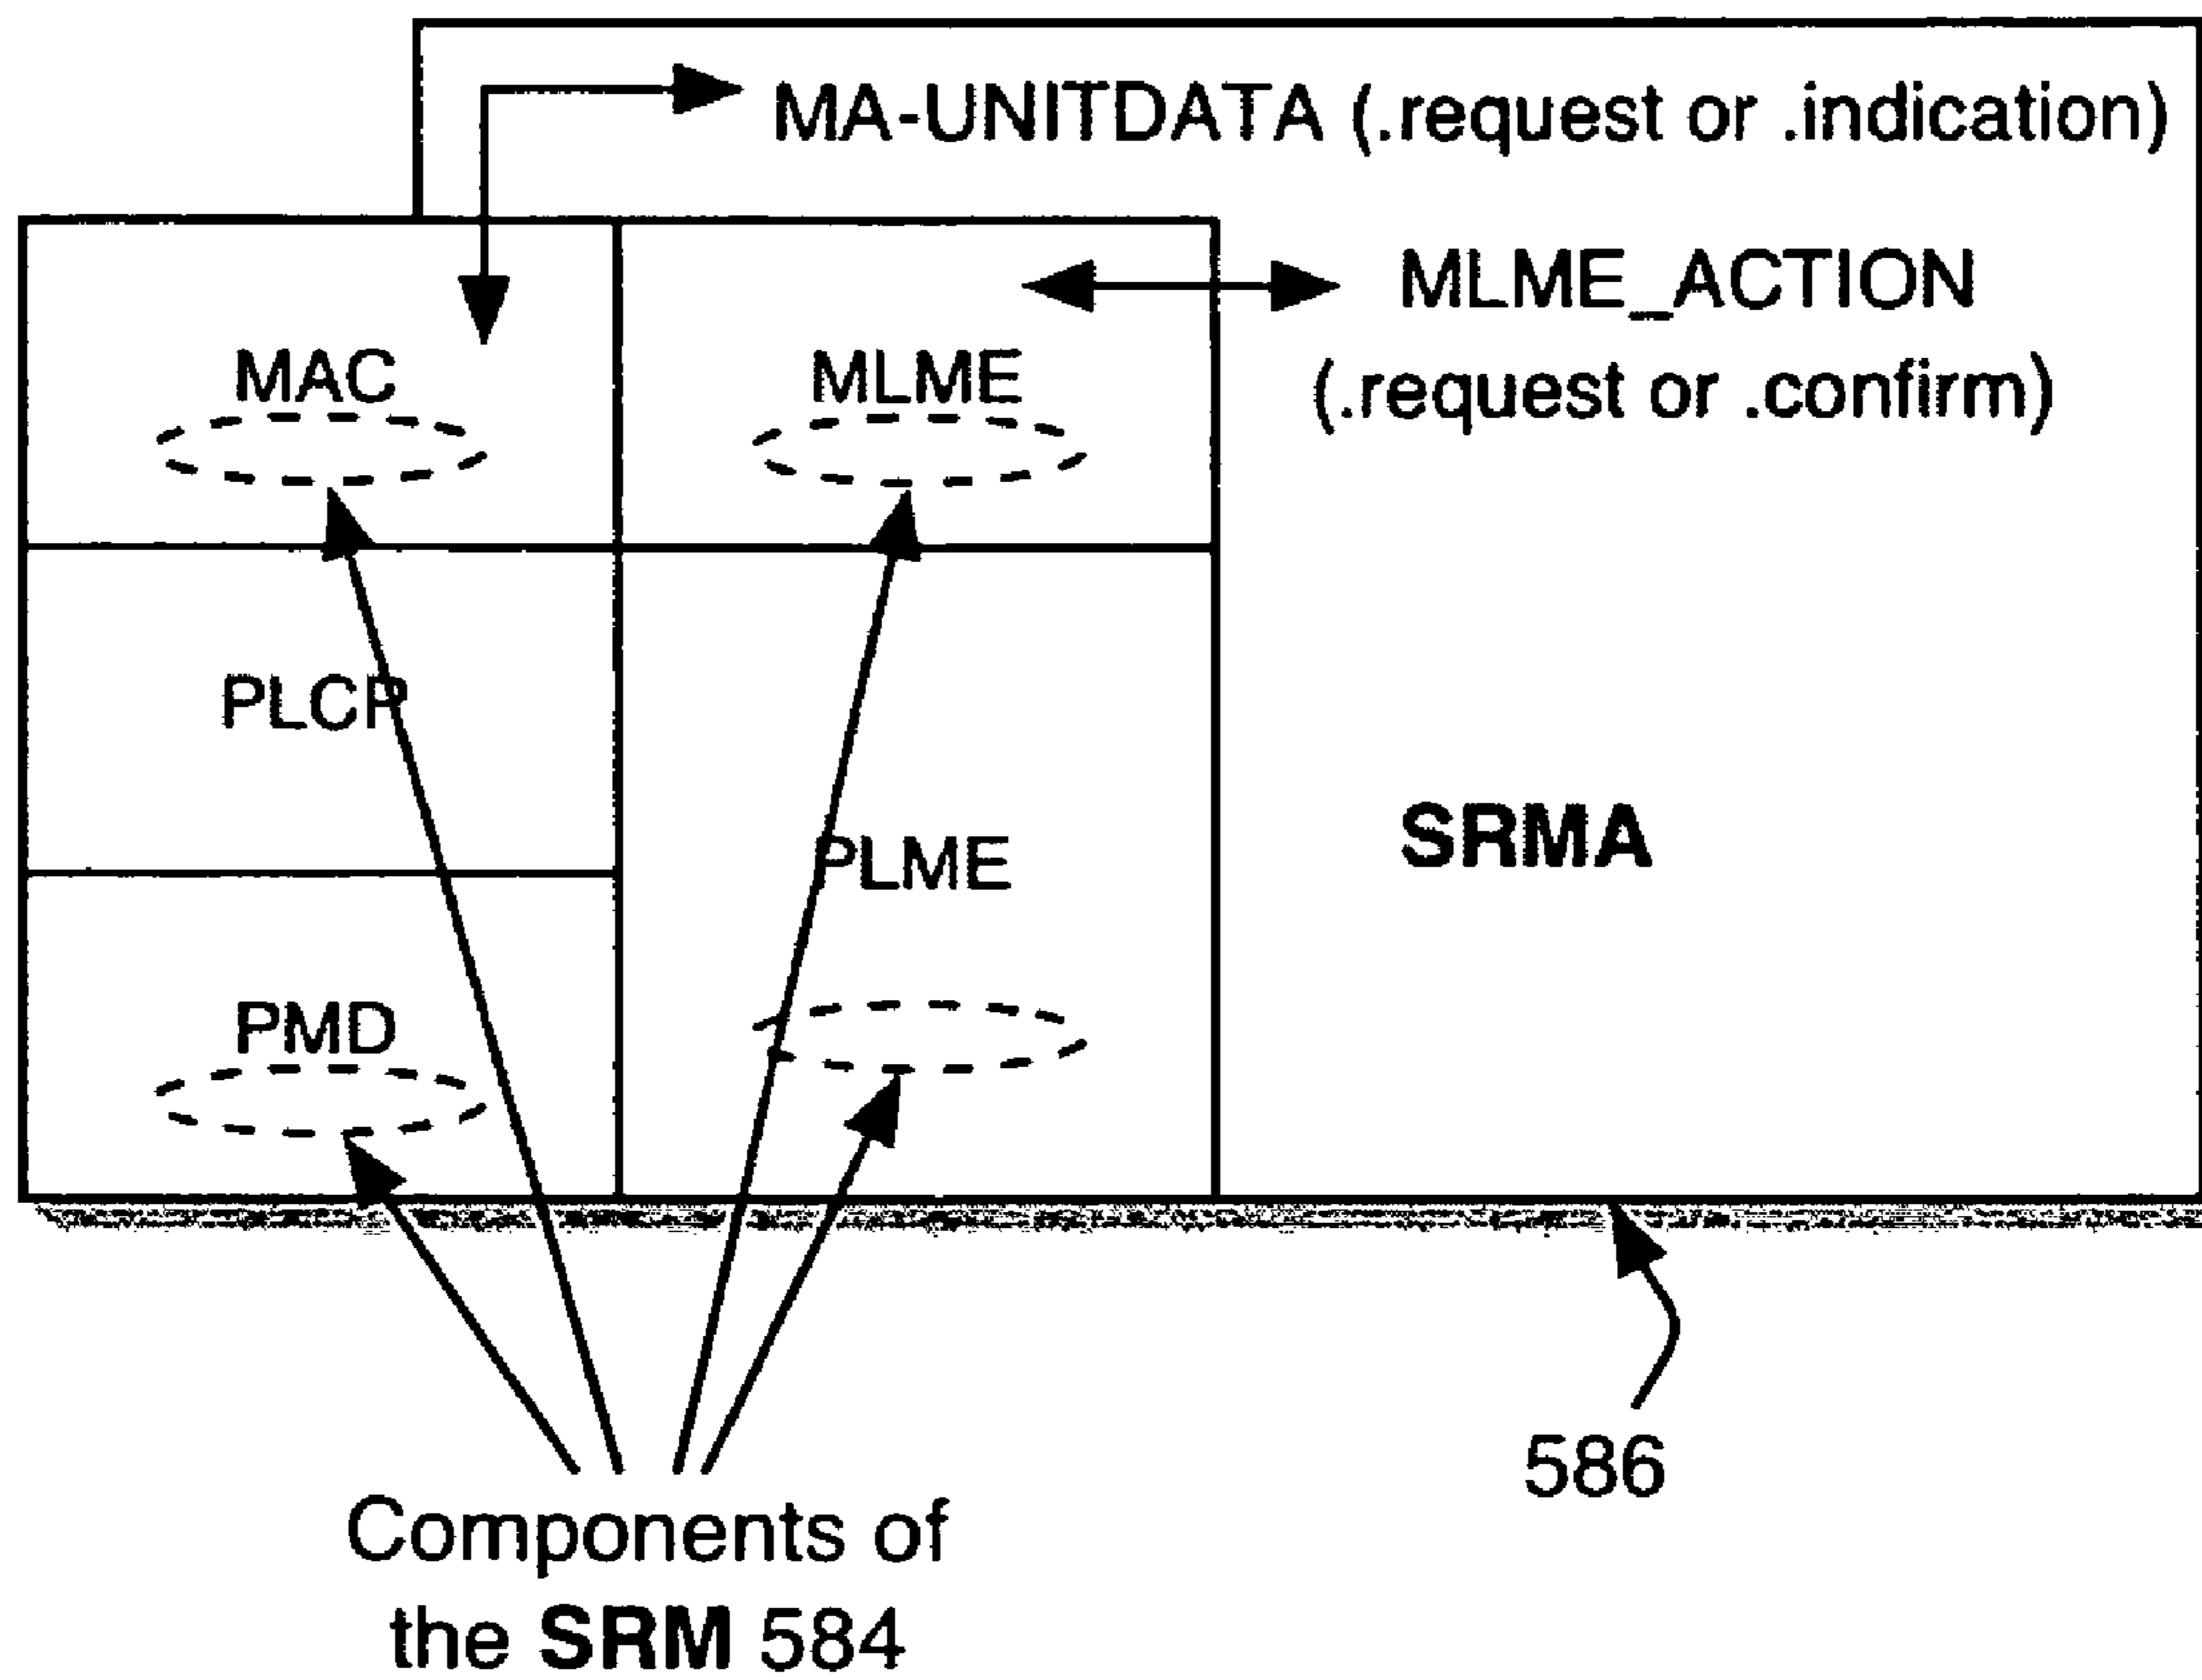 MA-UNITDATA (.request or .indication)
MLME_ACTION
(.request or .confirm)
MAC
MLME
PLCP
PLME
SRMA
PMD
586
Components of
the SRM 584